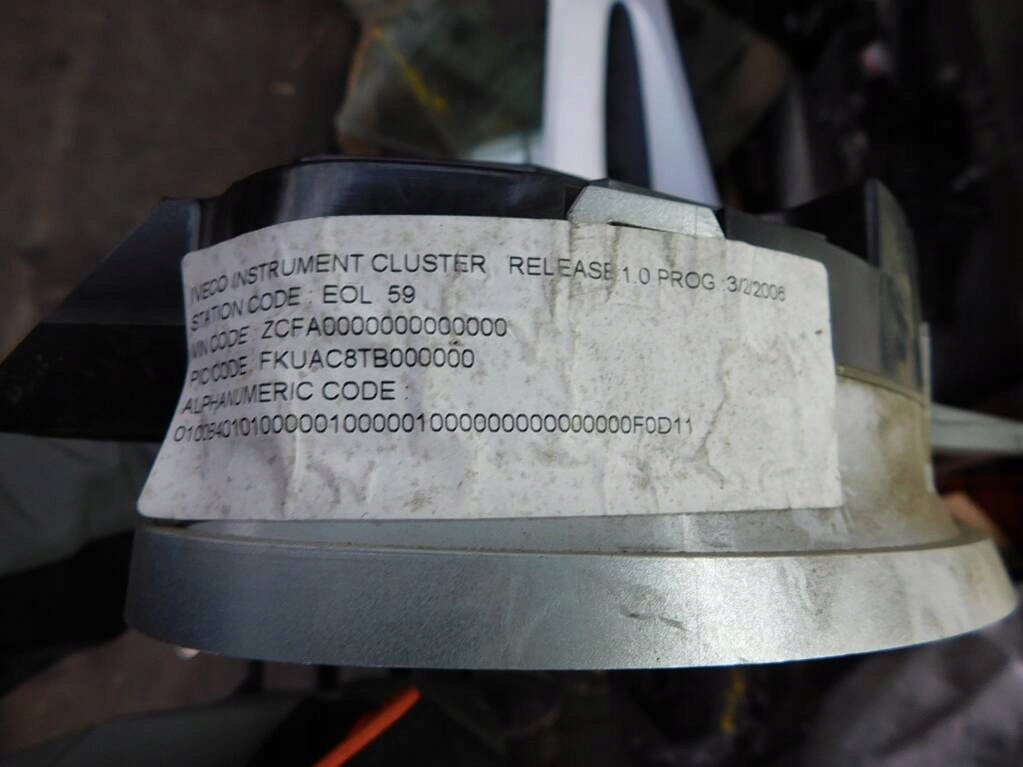 IVECO INSTRUMENT CLUSTER RELEASE 1.0 PROG :3/2/2006
STATION CODE : EOL 59
VIN CODE : ZCFA0000000000000
PIC CODE, FKUAC8TB000000
ALPHANUMERIC CODE :